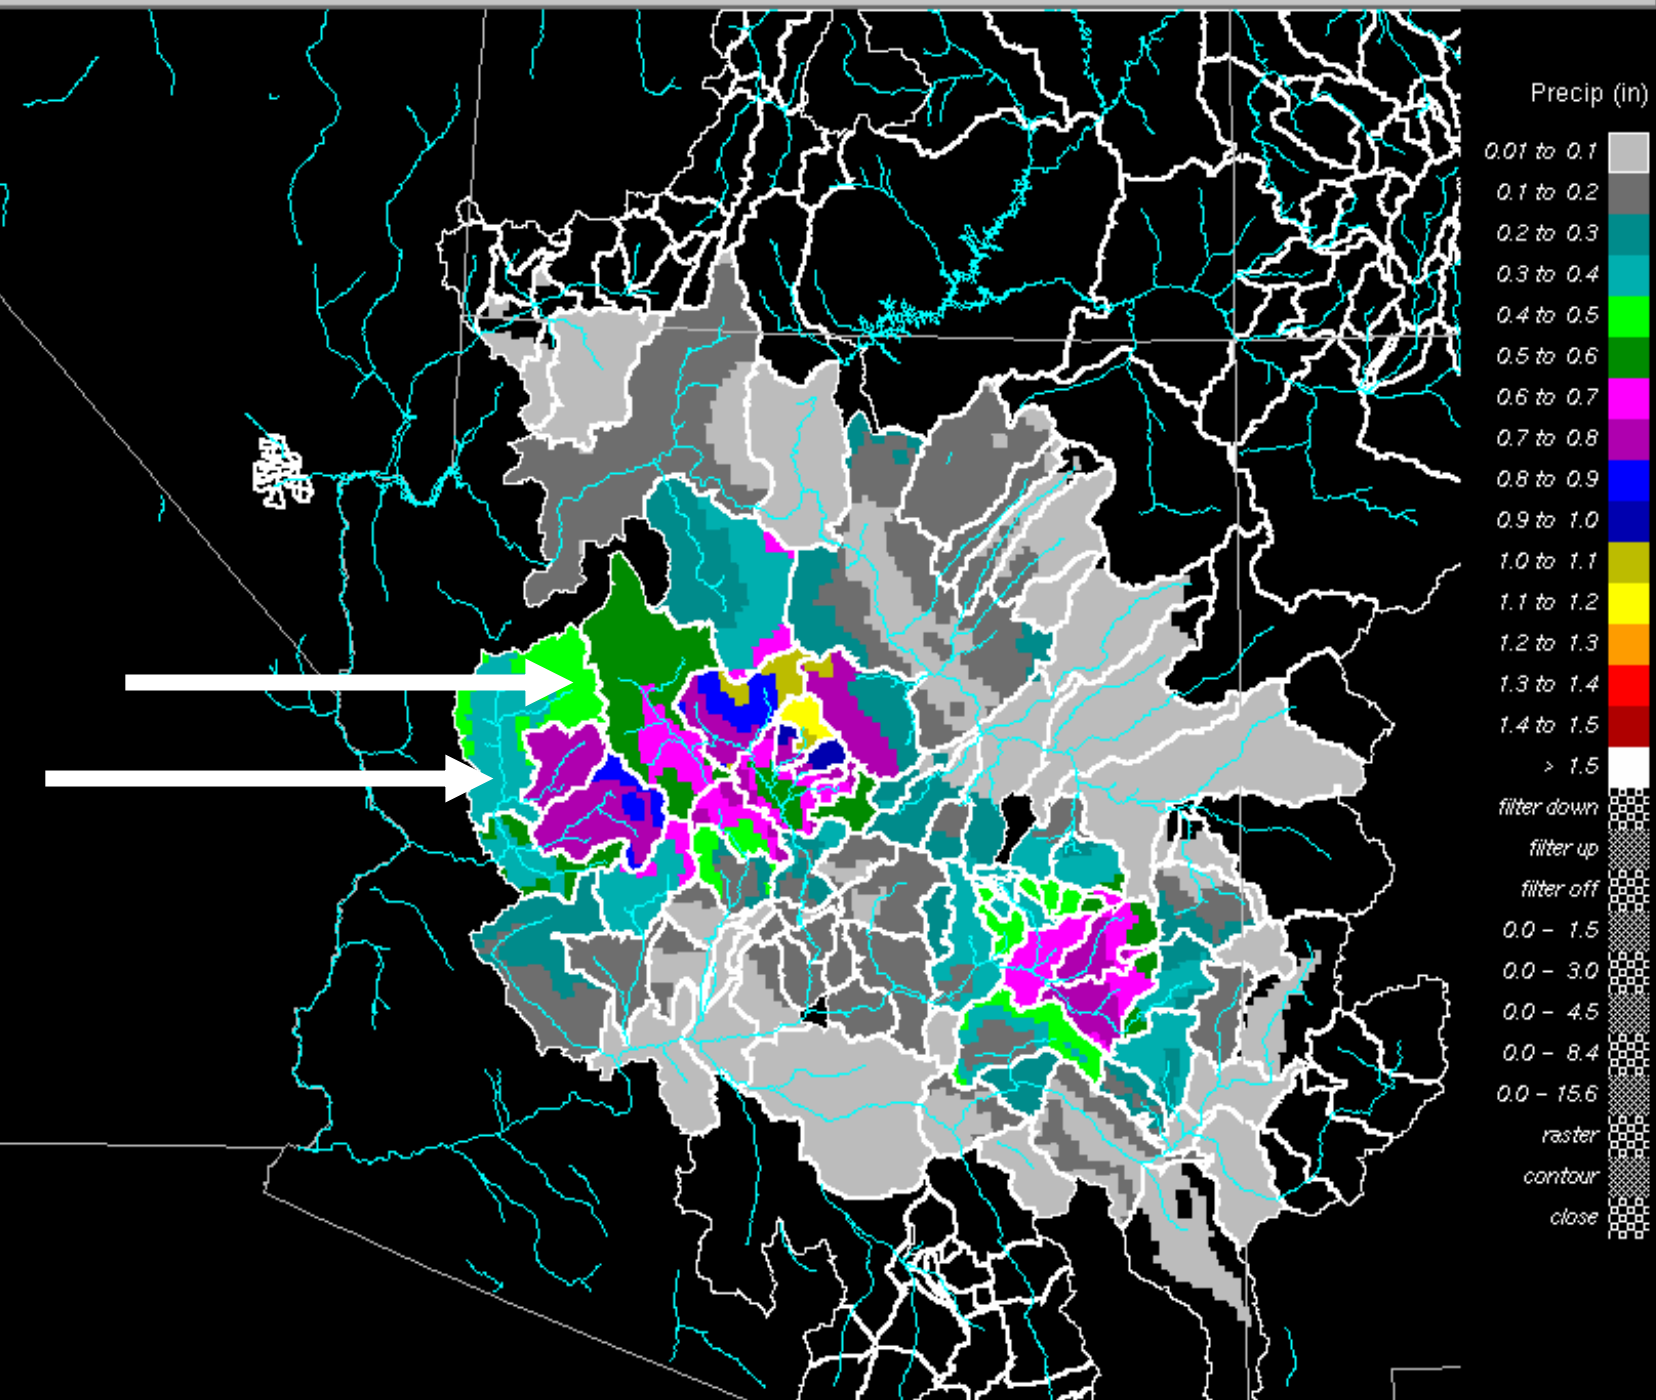 Precip (in)
0.01 to 0.1
0.1 to 0.2
0.2 to 0.3
0.3 to 0.4
0.4 to 0.5
0.5 to 0.6
0.6 to 0.7
0.7 to 0.8
0.8 to 0.9
0.9 to 1.0
1.0 to 1.1
1.1 to 1.2
1.2 to 1.3
1.3 to 1.4
1.4 to 1.5
> 1.5
filter down
filter up
filter off
0.0 - 1.5
0.0 - 3.0
0.0 - 4.5
0.0 - 8.4
0.0 - 15.6
raster
contour
close